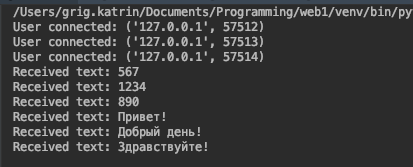 /Users/grig.katrin/Documents/Programming/web1/venv/bin/py
User connected: ('127.0.0.1', 57512)
User connected: ('127.0.0.1', 57513)
User connected: ('127.0.0.1', 57514)
Received text: 567
Received text: 1234
Received text: 890
Received text: Привет!
Received text: Добрый день!
Received text: Здравствуйте!